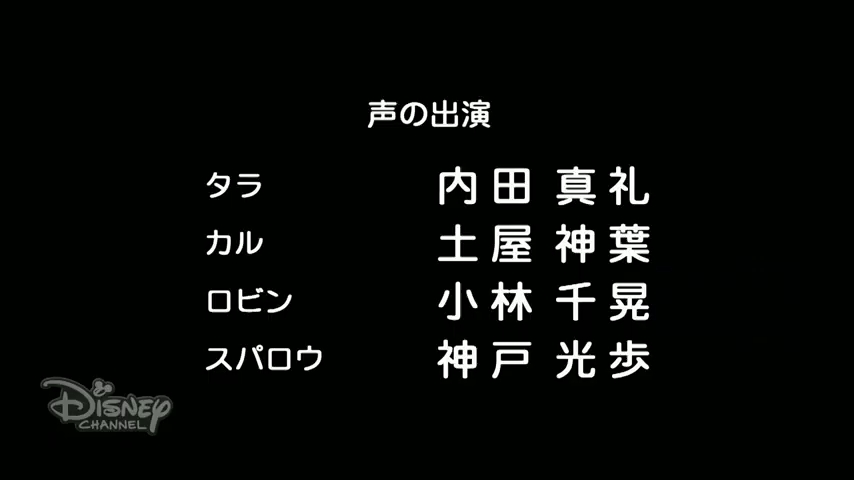 声の出演
タラ 内田 真礼
カル 土屋 神葉
ロビン 小林 千晃
スパロウ 神戸 光歩
Disney
CHANNEL